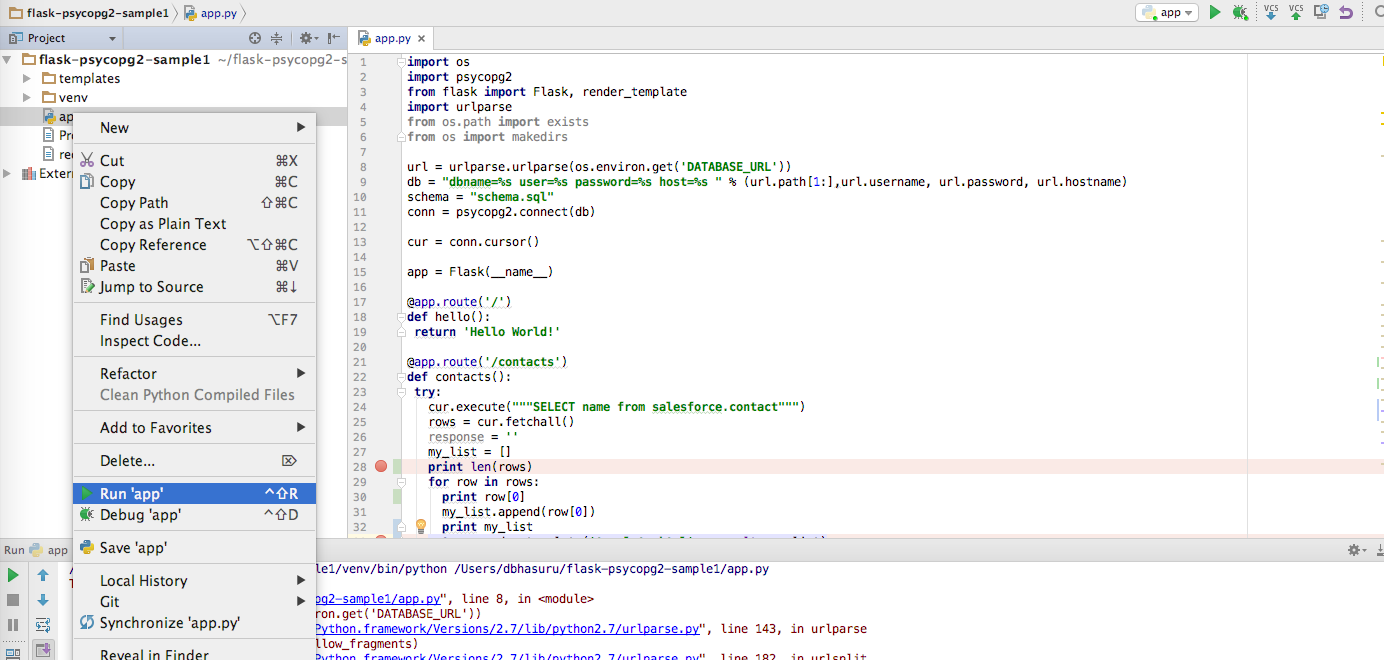 flask-psycopg2-sample1 app.py
app
VCS VCS
Project
app.py
flask-psycopg2-sample1 ~/flask-psycopg2-s
templates
venv
New
Cut ⌘X
Copy ⌘C
Copy Path ⇧⌘C
Copy as Plain Text
Copy Reference ⌥⇧⌘C
Paste ⌘V
Jump to Source ⌘↓
Find Usages ⌥F7
Inspect Code...
Refactor
Clean Python Compiled Files
Add to Favorites
Delete... ⌦
Run 'app' ^⇧R
Debug 'app' ^⇧D
Save 'app'
Local History
Git
Synchronize 'app.py'
Reveal in Finder
1 import os
2 import psycopg2
3 from flask import Flask, render_template
4 import urlparse
5 from os.path import exists
6 from os import makedirs
7
8 url = urlparse.urlparse(os.environ.get('DATABASE_URL'))
9 db = "dbname=%s user=%s password=%s host=%s " % (url.path[1:],url.username, url.password, url.hostname)
10 schema = "schema.sql"
11 conn = psycopg2.connect(db)
12
13 cur = conn.cursor()
14
15 app = Flask(__name__)
16
17 @app.route('/')
18 def hello():
19 return 'Hello World!'
20
21 @app.route('/contacts')
22 def contacts():
23 try:
24 cur.execute("""SELECT name from salesforce.contact""")
25 rows = cur.fetchall()
26 response = ''
27 my_list = []
28 print len(rows)
29 for row in rows:
30 print row[0]
31 my_list.append(row[0])
32 print my_list
Run app
le1/venv/bin/python /Users/dbhasuru/flask-psycopg2-sample1/app.py
pg2-sample1/app.py", line 8, in <module>
ron.get('DATABASE_URL'))
Python.framework/Versions/2.7/lib/python2.7/urlparse.py", line 143, in urlparse
llow_fragments)
Python.framework/Versions/2.7/lib/python2.7/urlparse.py", line 182, in urlsplit